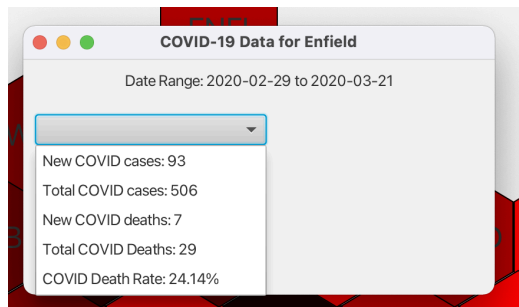 ENFI
COVID-19 Data for Enfield
Date Range: 2020-02-29 to 2020-03-21
New COVID cases: 93
Total COVID cases: 506
New COVID deaths: 7
Total COVID Deaths: 29
COVID Death Rate: 24.14%